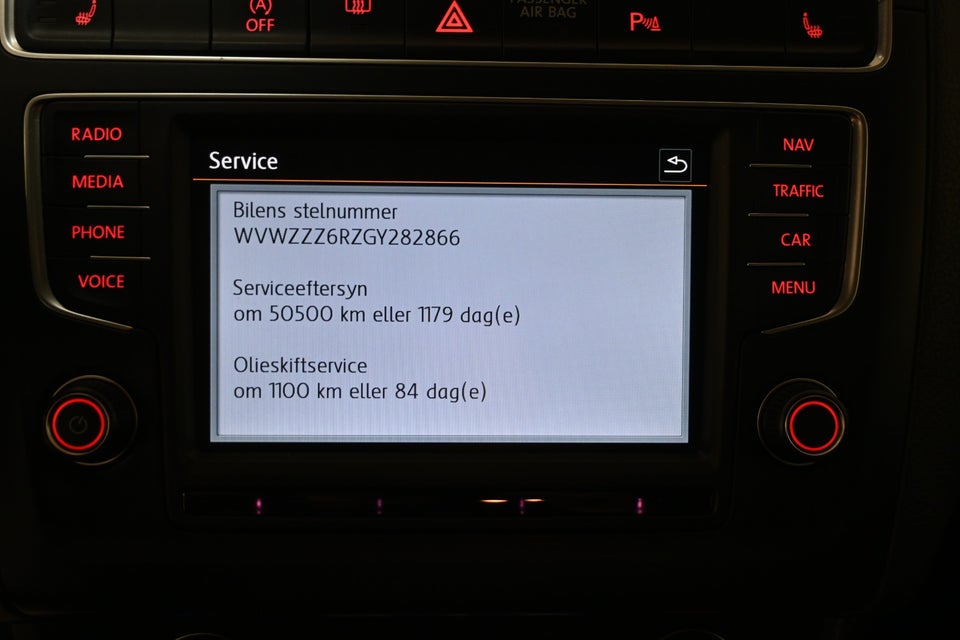 (A)
OFF
PASSENGER
AIR BAG
P
RADIO
MEDIA
PHONE
VOICE
Service
Bilens stelnummer
WVWZZZ6RZGY282866
Serviceeftersyn
om 50500 km eller 1179 dag(e)
Olieskiftservice
om 1100 km eller 84 dag(e)
NAV
TRAFFIC
CAR
MENU